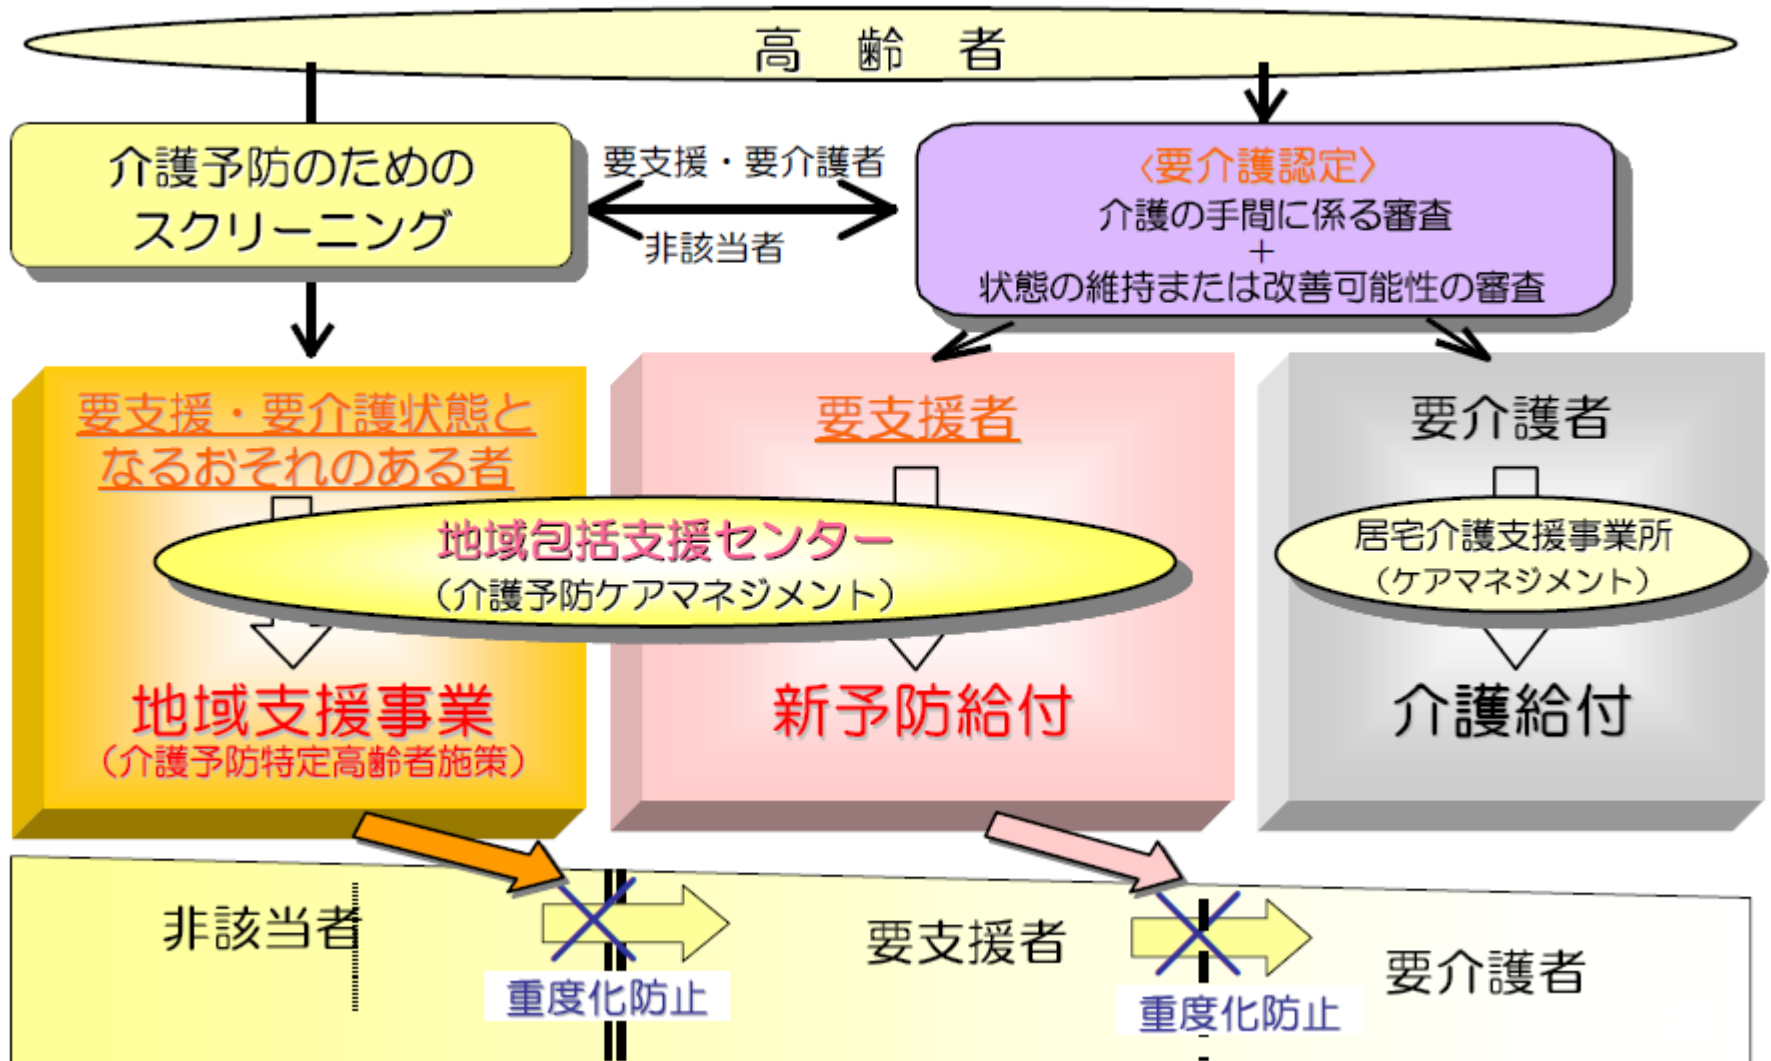 高 齢 者
介護予防のための
スクリーニング
要支援・要介護者
非該当者
〈要介護認定〉
介護の手間に係る審査
＋
状態の維持または改善可能性の審査
要支援・要介護状態と
なるおそれのある者
要支援者
要介護者
地域包括支援センター
（介護予防ケアマネジメント）
居宅介護支援事業所
（ケアマネジメント）
地域支援事業
（介護予防特定高齢者施策）
新予防給付
介護給付
非該当者
重度化防止
要支援者
重度化防止
要介護者